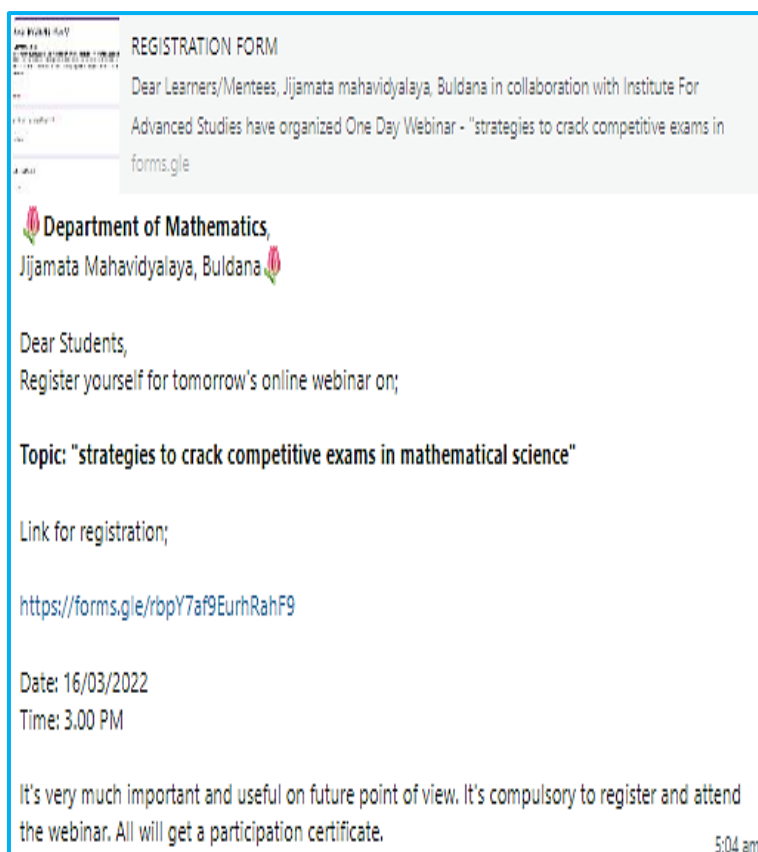 REGISTRATION FORM
Dear Learners/Mentees, Jijamata mahavidyalaya, Buldana in collaboration with Institute For
Advanced Studies have organized One Day Webinar - "strategies to crack competitive exams in
forms.gle
Department of Mathematics,
Jijamata Mahavidyalaya, Buldana
Dear Students,
Register yourself for tomorrow's online webinar on;
Topic: "strategies to crack competitive exams in mathematical science"
Link for registration;
https://forms.gle/rbpY7af9EurhRahF9
Date: 16/03/2022
Time: 3.00 PM
It's very much important and useful on future point of view. It's compulsory to register and attend
the webinar. All will get a participation certificate.
5:04 am